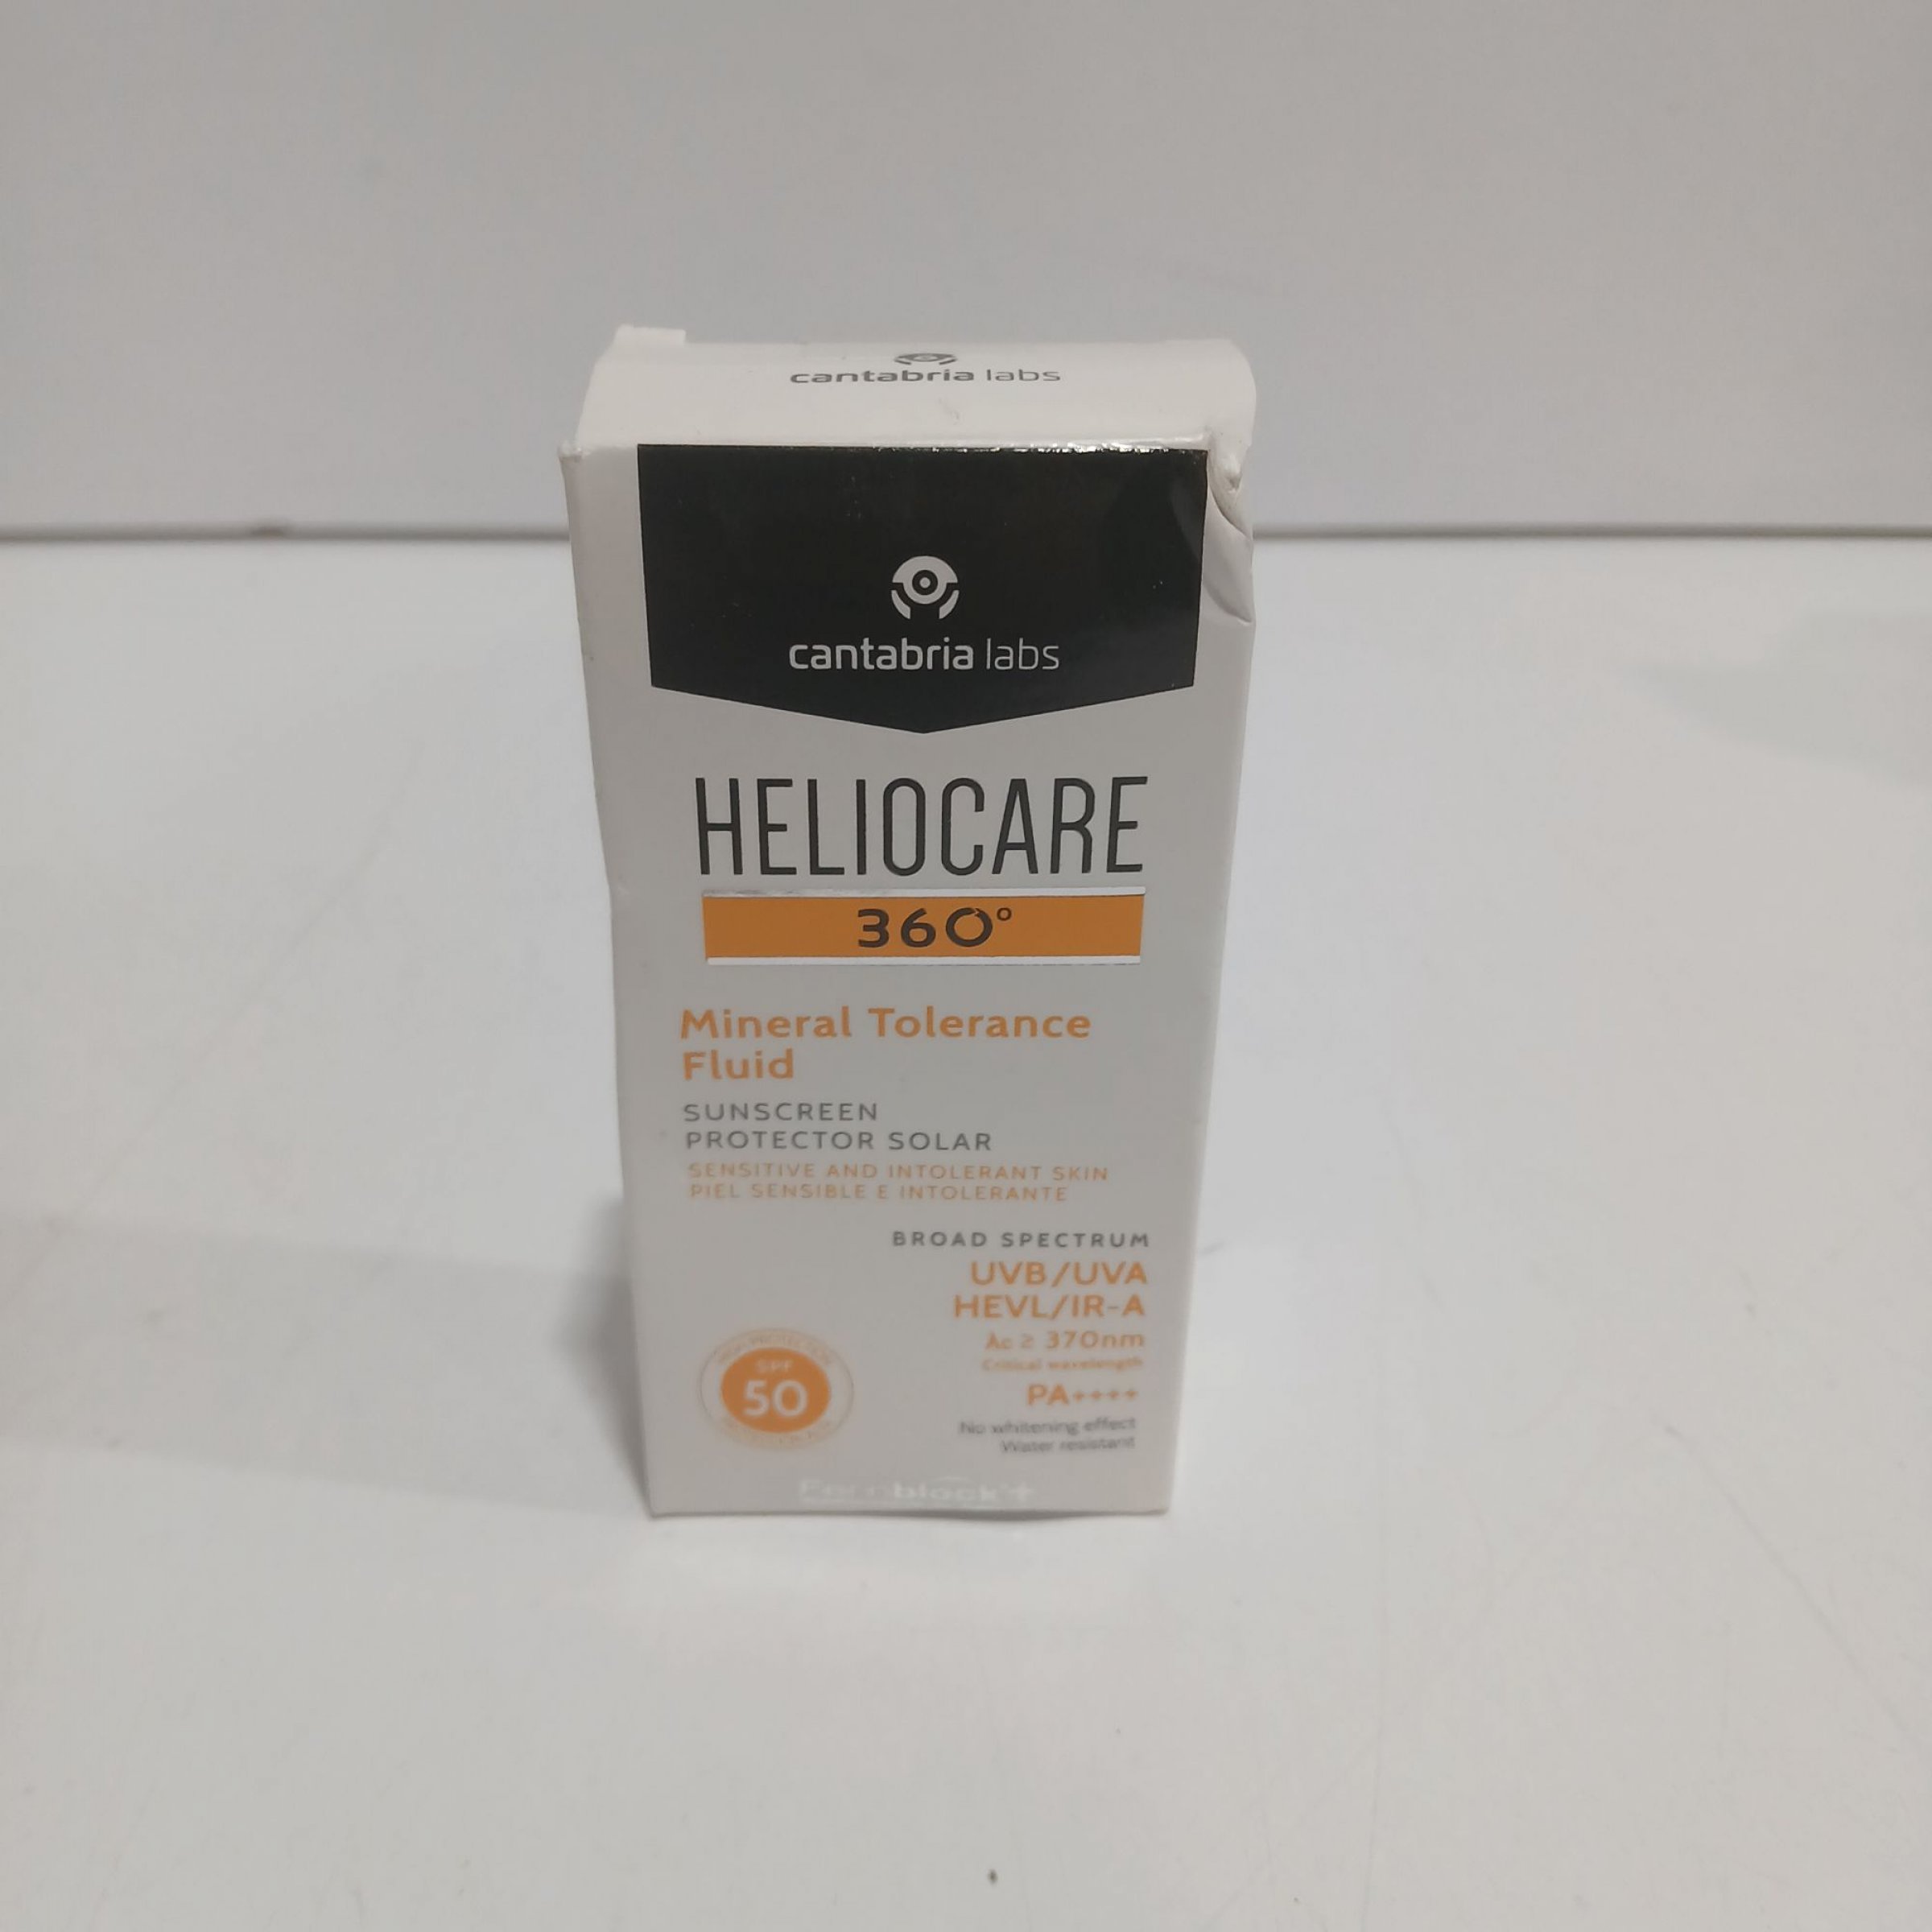 cantabria labs
cantabria labs
HELIOCARE
360°
Mineral Tolerance
Fluid
SUNSCREEN
PROTECTOR SOLAR
SENSITIVE AND INTOLERANT SKIN
PIEL SENSIBLE E INTOLERANTE
BROAD SPECTRUM
UVB/UVA
HEVL/IR-A
λc ≥ 370nm
Critical wavelength
PA++++
No whitening effect
Water resistant
SPF
50
Fernblock®+